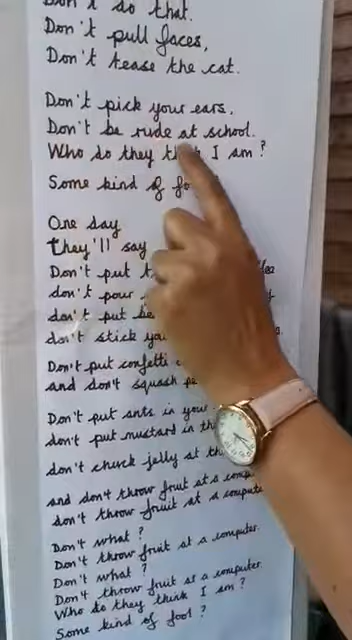 Don't do that.
Don't pull faces,
Don't tease the cat.
Don't pick your ears,
Don't be rude at school.
Who do they think I am?
Some kind of
One day
they'll say
Don't put
don't pour
don't put
don't stick
Don't put confetti
and don't squash
Don't put ants in your
don't put mustard in the
don't chuck jelly at the
and don't throw fruit at a
don't throw fruit at a computer
Don't what?
Don't throw fruit at a computer.
Don't what?
Don't throw fruit at a computer.
Who do they think I am?
Some kind of fool?